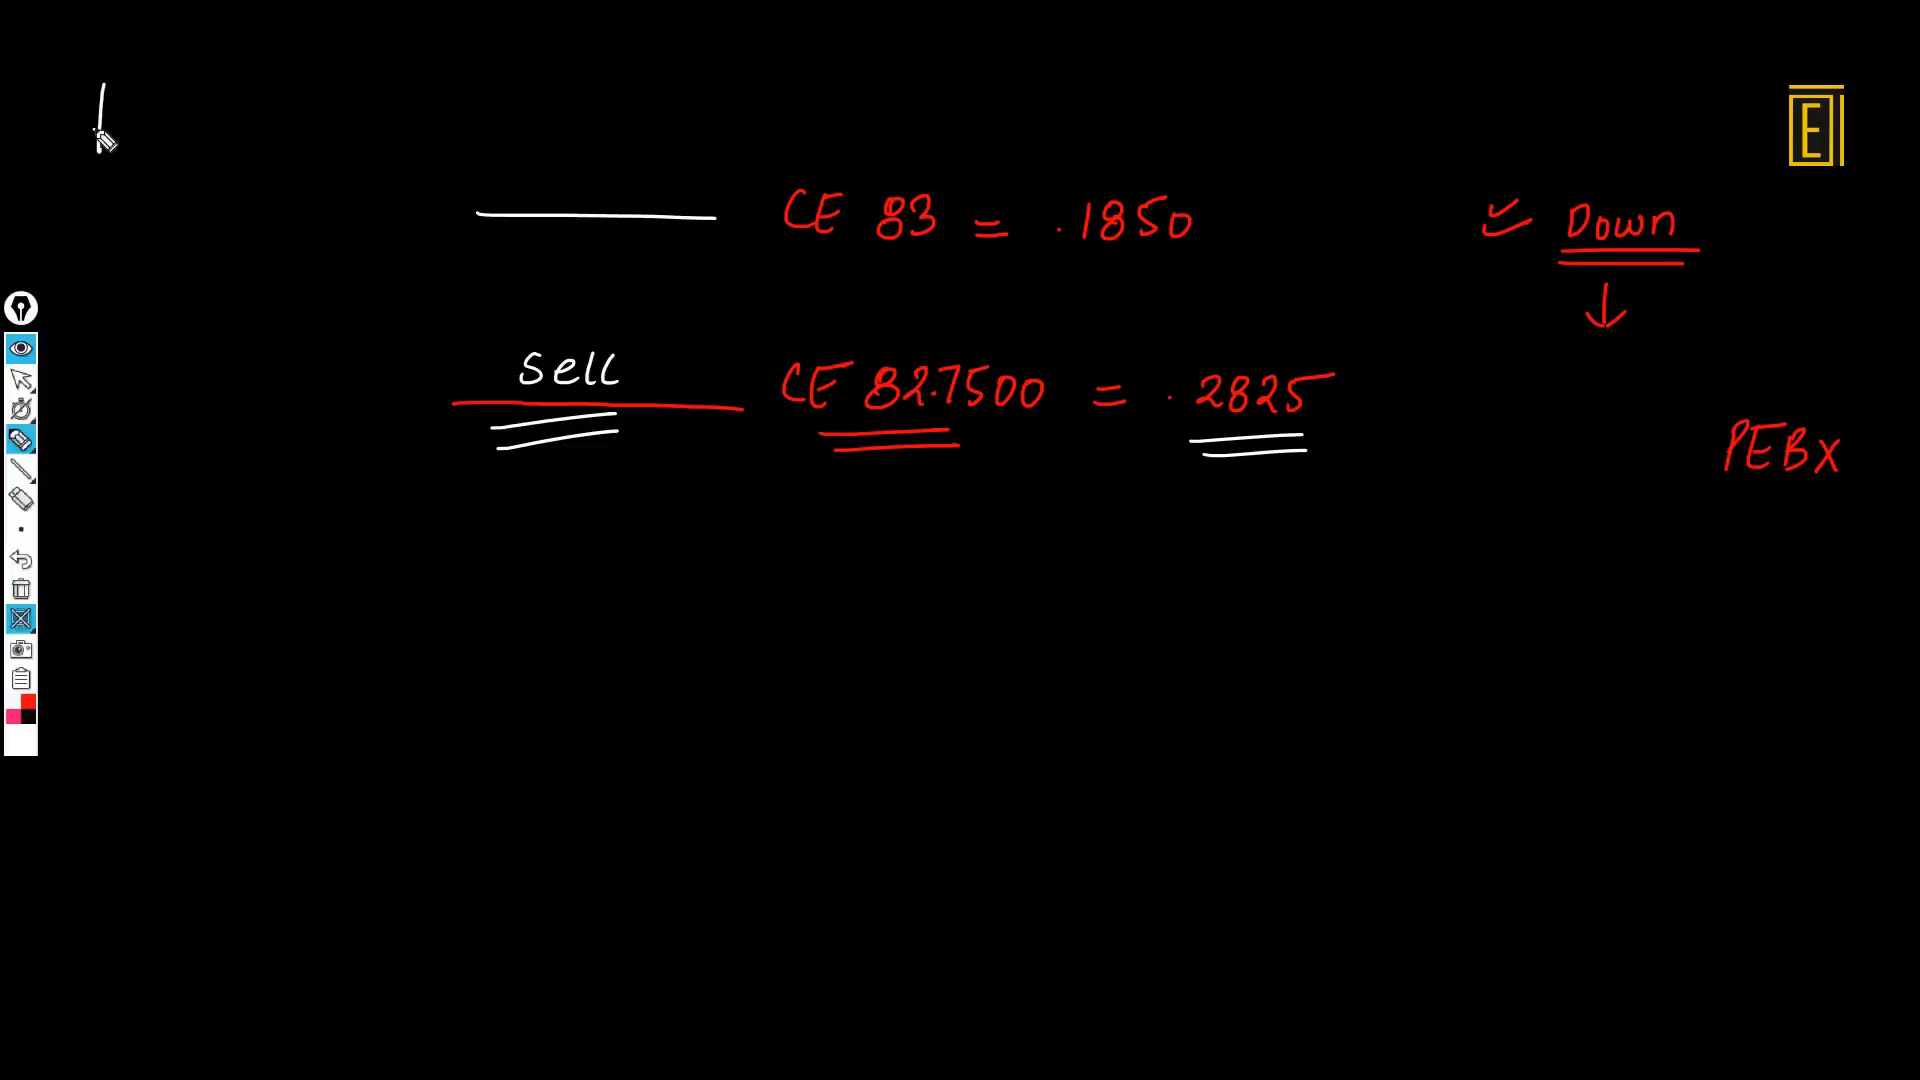 E
CE 83 = .1850
Down
Sell
CE 82.7500 = .2825
PEBX